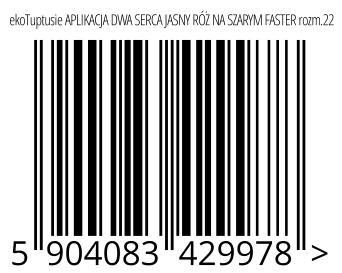 ekoTuptusie APLIKACJA DWA SERCA JASNY RÓŻ NA SZARYM FASTER rozm.22
5 904083 429978 >